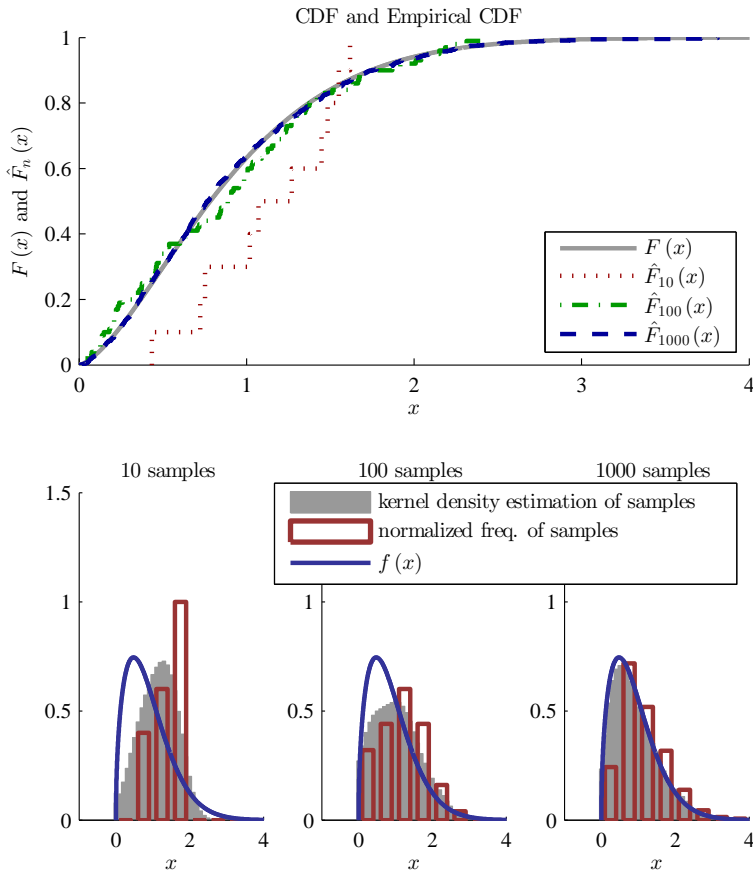 CDF and Empirical CDF
F (x) and F̂n (x)
1
0.8
0.6
0.4
0.2
0
F (x)
F̂10 (x)
F̂100 (x)
F̂1000 (x)
0 1 2 3 4
x
10 samples 100 samples 1000 samples
kernel density estimation of samples
normalized freq. of samples
f (x)
1.5
1
0.5
0
0 2 4
x
1
0.5
0
0 2 4
x
1
0.5
0
0 2 4
x